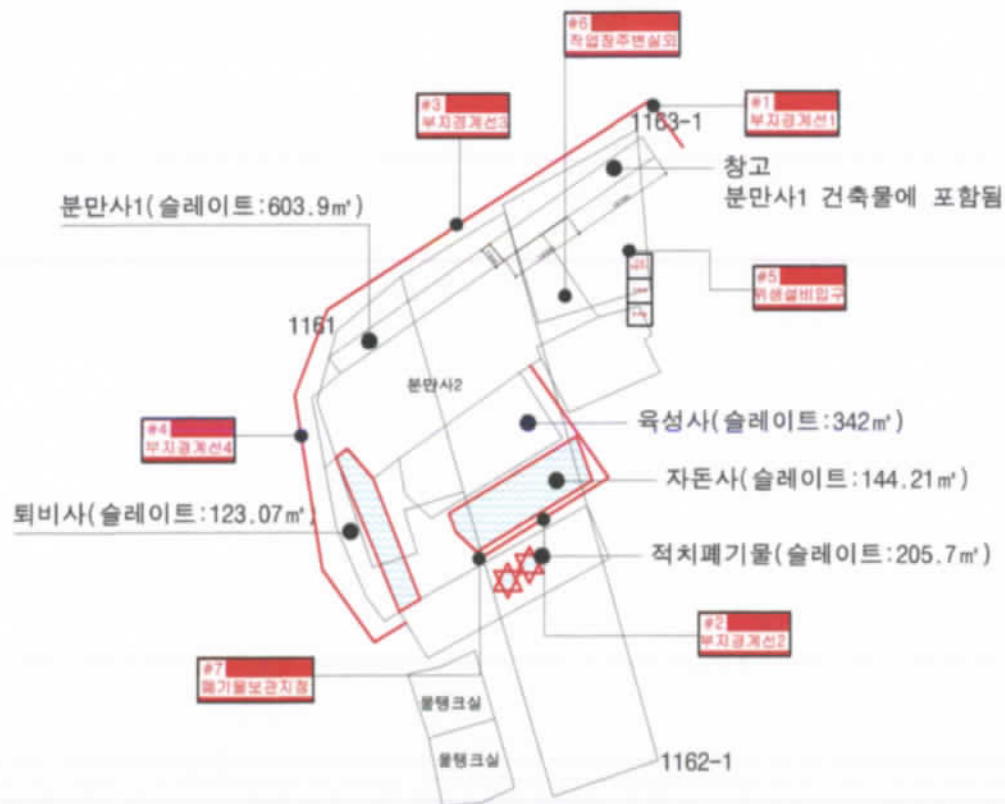 #6
작업장주변실외
#3
부지경계선3
#1
부지경계선1
1163-1
창고
분만사1 건축물에 포함됨
분만사1(슬레이트:603.9㎡)
#5
위생설비입구
1161
분만사2
육성사(슬레이트:342㎡)
#4
부지경계선4
자돈사(슬레이트:144.21㎡)
퇴비사(슬레이트:123.07㎡)
적치폐기물(슬레이트:205.7㎡)
#2
부지경계선2
#7
폐기물보관지점
물탱크실
물탱크실
1162-1